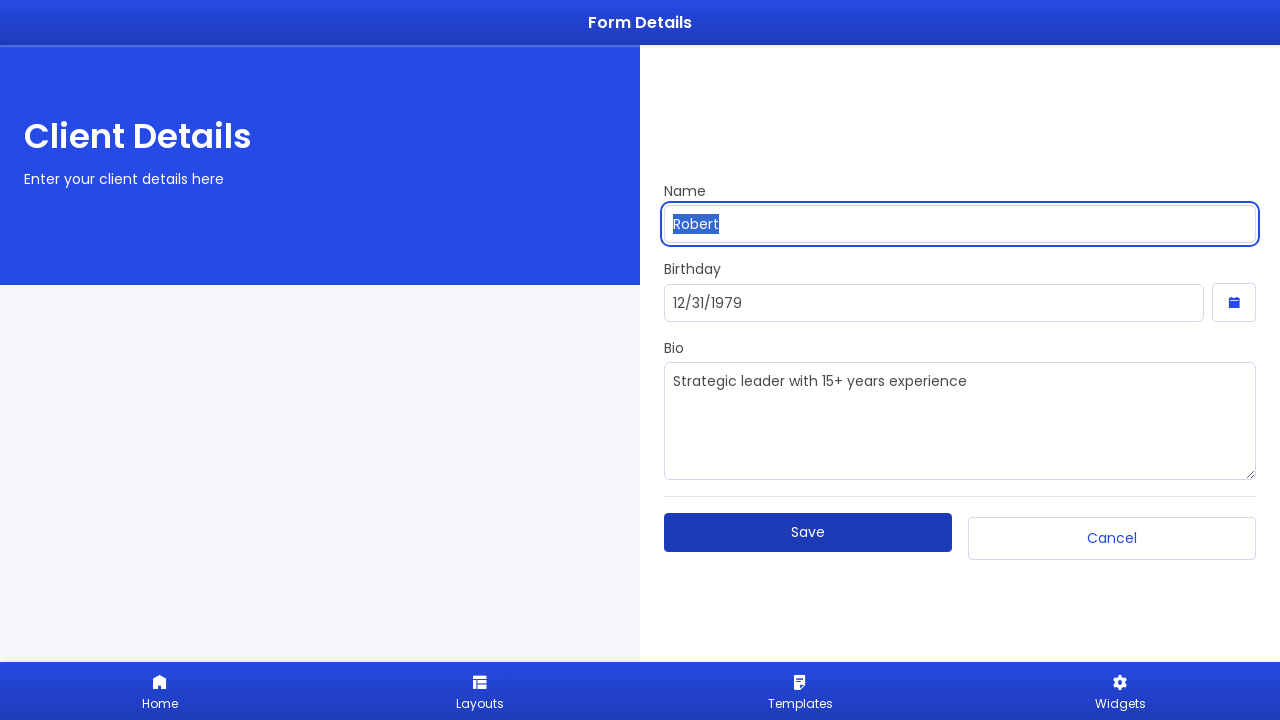 Form Details
Client Details
Enter your client details here
Name
Robert
Birthday
12/31/1979
Bio
Strategic leader with 15+ years experience
Save
Cancel
Home
Layouts
Templates
Widgets